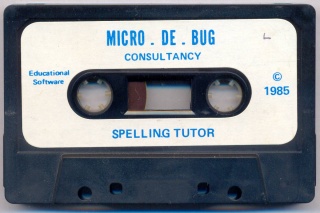 MICRO . DE . BUG
CONSULTANCY
Educational
Software
©
1985
SPELLING TUTOR